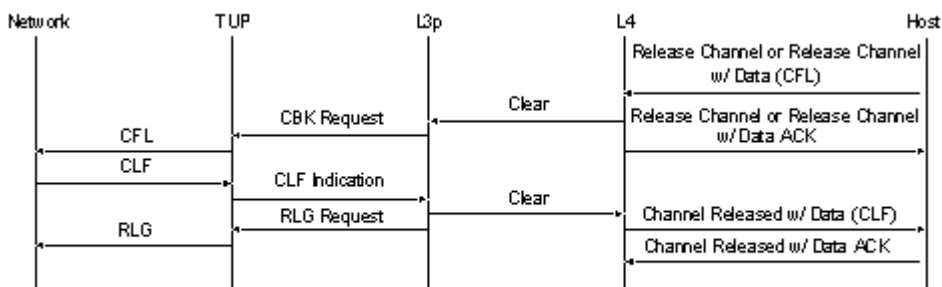 Network TUP L3p L4 Host
Release Channel or Release Channel
w/ Data (CFL)
Clear
CBK Request
Release Channel or Release Channel
w/ Data ACK
CFL
CLF
CLF Indication
Clear
RLG Request
Channel Released w/ Data (CLF)
RLG
Channel Released w/ Data ACK